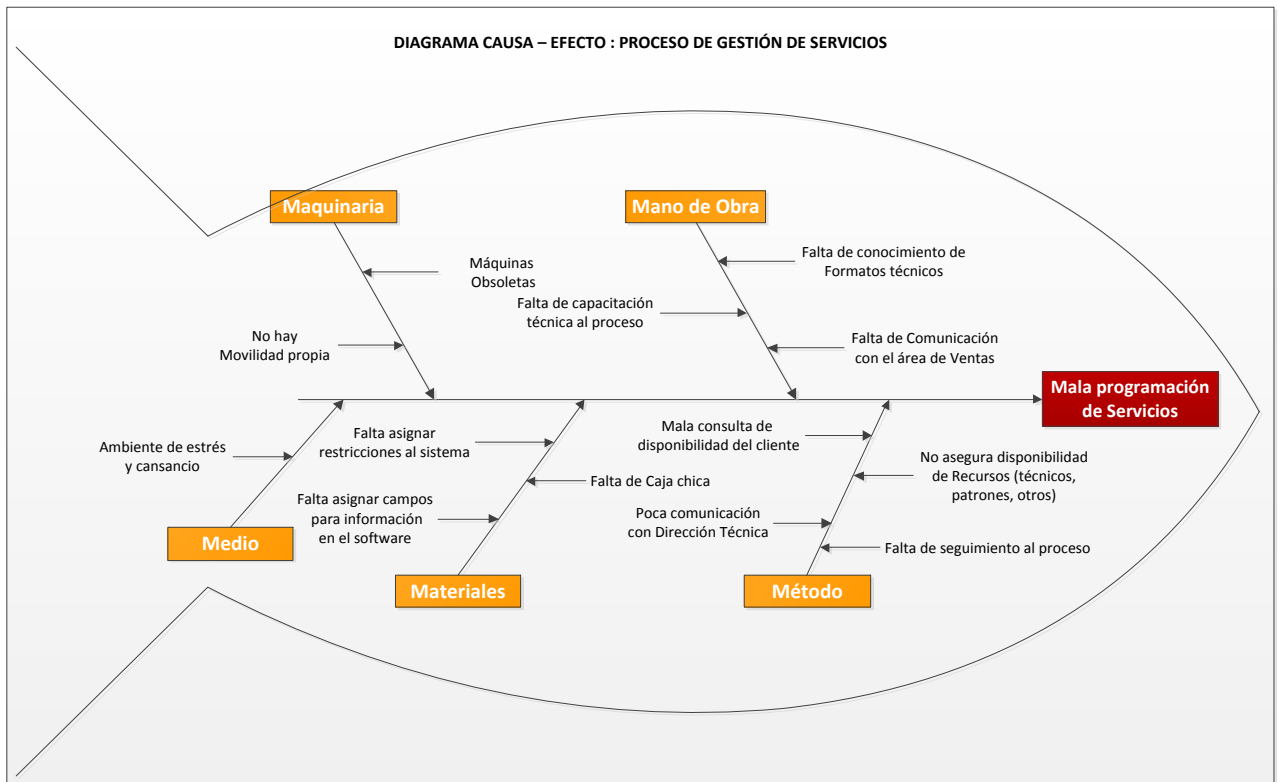 DIAGRAMA CAUSA – EFECTO : PROCESO DE GESTIÓN DE SERVICIOS
Maquinaria
Mano de Obra
Máquinas
Obsoletas
No hay
Movilidad propia
Falta de conocimiento de
Formatos técnicos
Falta de capacitación
técnica al proceso
Falta de Comunicación
con el área de Ventas
Mala programación
de Servicios
Ambiente de estrés
y cansancio
Medio
Falta asignar
restricciones al sistema
Falta de Caja chica
Falta asignar campos
para información
en el software
Materiales
Mala consulta de
disponibilidad del cliente
No asegura disponibilidad
de Recursos (técnicos,
patrones, otros)
Poca comunicación
con Dirección Técnica
Falta de seguimiento al proceso
Método